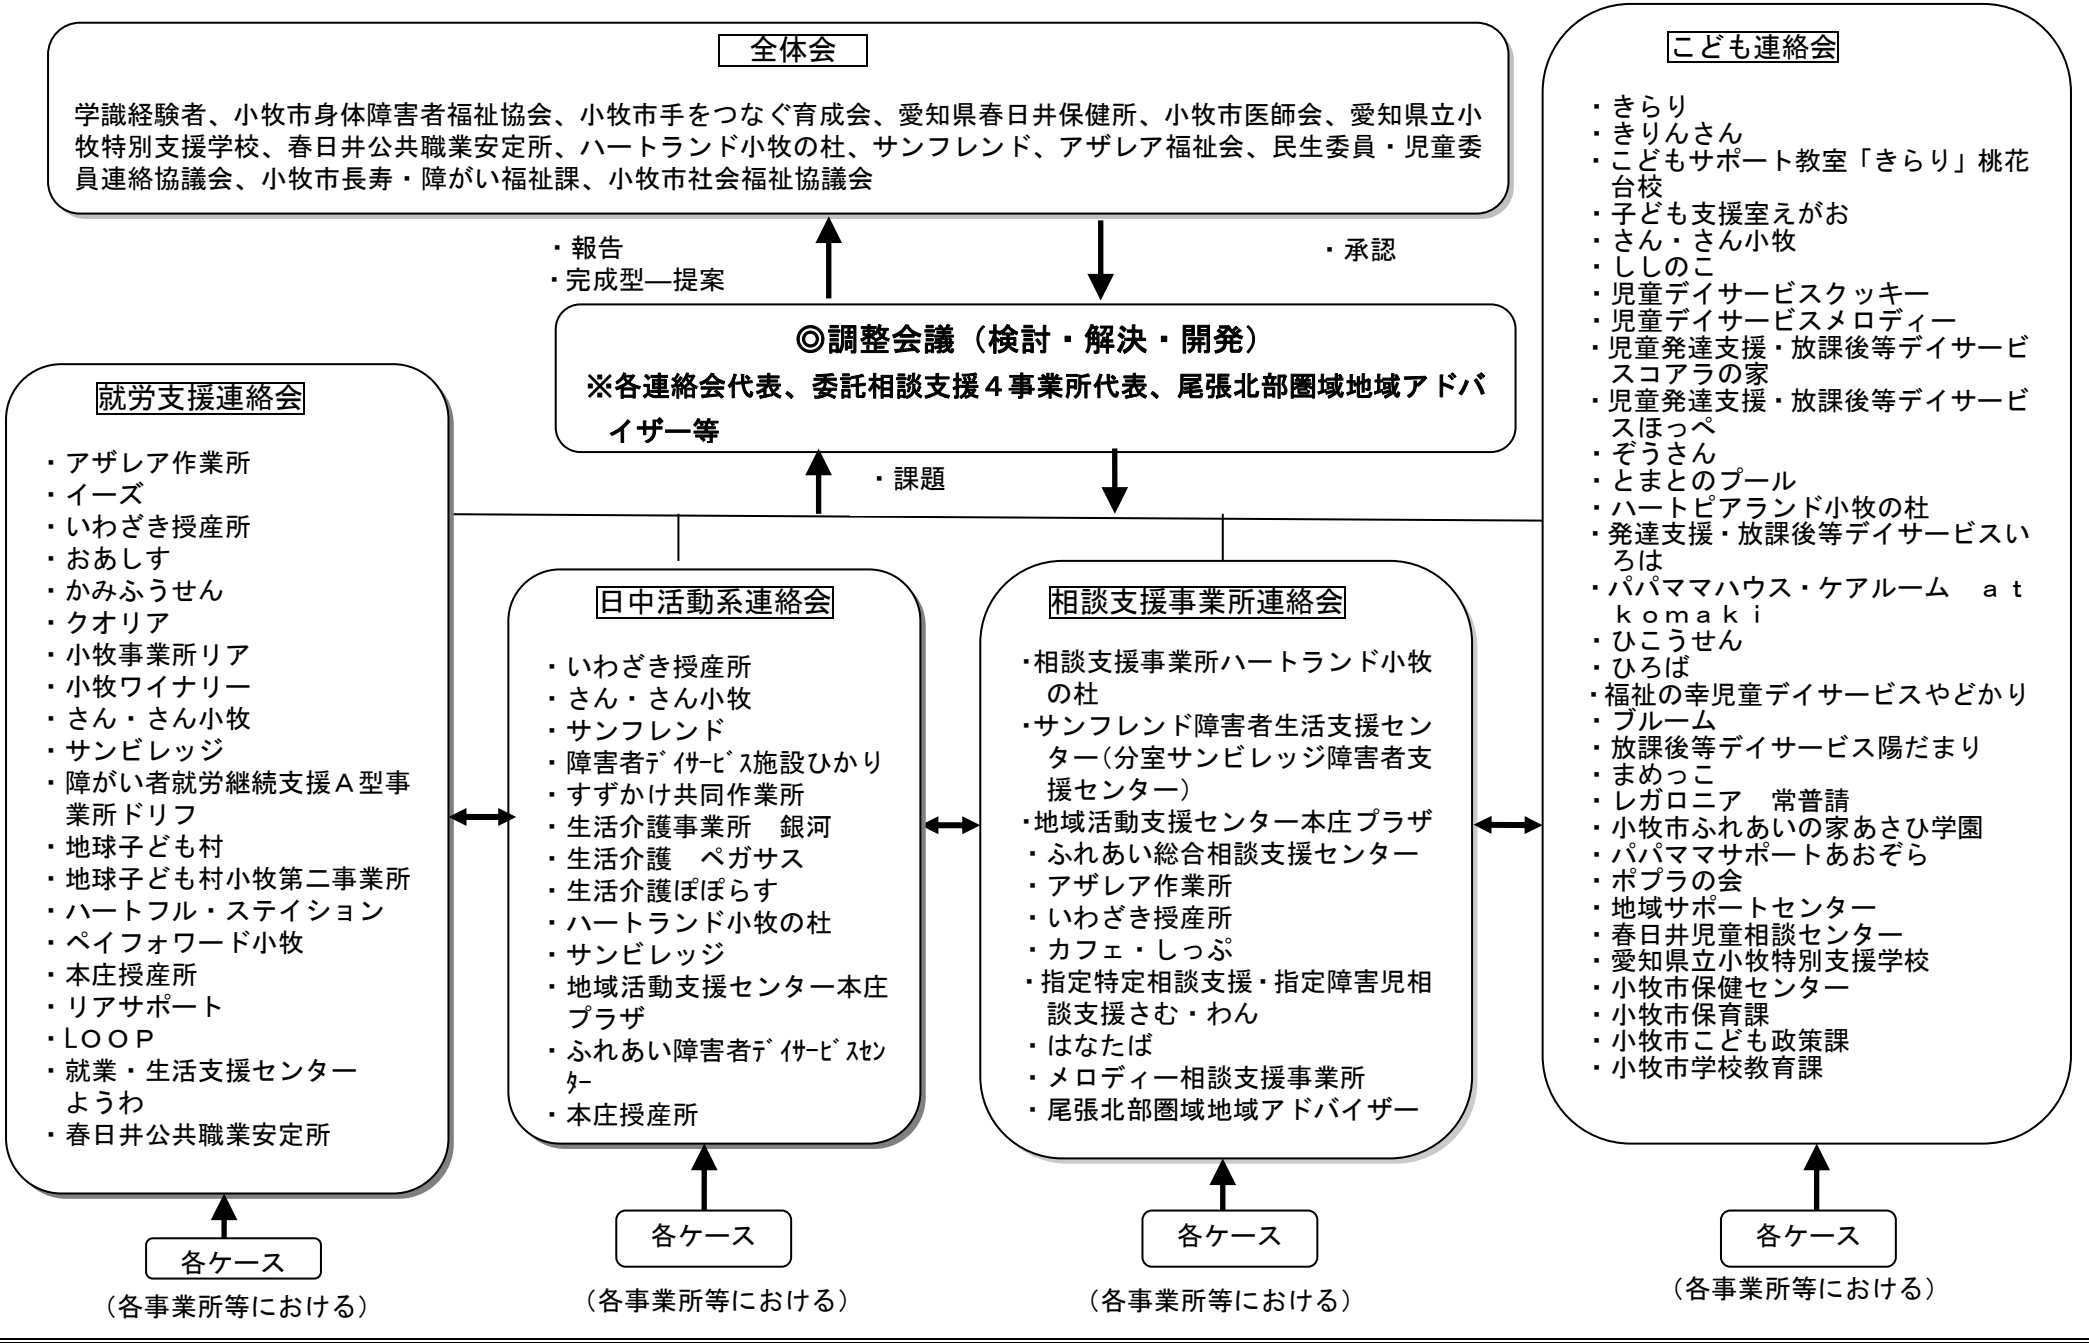 全体会
学識経験者、小牧市身体障害者福祉協会、小牧市手をつなぐ育成会、愛知県春日井保健所、小牧市医師会、愛知県立小
牧特別支援学校、春日井公共職業安定所、ハートランド小牧の杜、サンフレンド、アザレア福祉会、民生委員・児童委
員連絡協議会、小牧市長寿・障がい福祉課、小牧市社会福祉協議会
・報告
・完成型―提案
・承認
◎調整会議（検討・解決・開発）
※各連絡会代表、委託相談支援４事業所代表、尾張北部圏域地域アドバ
イザー等
・課題
就労支援連絡会
・アザレア作業所
・イーズ
・いわざき授産所
・おあしす
・かみふうせん
・クオリア
・小牧事業所リア
・小牧ワイナリー
・さん・さん小牧
・サンビレッジ
・障がい者就労継続支援Ａ型事
業所ドリフ
・地球子ども村
・地球子ども村小牧第二事業所
・ハートフル・ステイション
・ペイフォワード小牧
・本庄授産所
・リアサポート
・ＬＯＯＰ
・就業・生活支援センター
ようわ
・春日井公共職業安定所
各ケース
（各事業所等における）
日中活動系連絡会
・いわざき授産所
・さん・さん小牧
・サンフレンド
・障害者ﾃﾞｲｻｰﾋﾞｽ施設ひかり
・すずかけ共同作業所
・生活介護事業所　銀河
・生活介護　ペガサス
・生活介護ぽぽらす
・ハートランド小牧の杜
・サンビレッジ
・地域活動支援センター本庄
プラザ
・ふれあい障害者ﾃﾞｲｻｰﾋﾞｽｾﾝ
ﾀｰ
・本庄授産所
各ケース
（各事業所等における）
相談支援事業所連絡会
・相談支援事業所ハートランド小牧
の杜
・サンフレンド障害者生活支援セン
ター（分室サンビレッジ障害者支
援センター）
・地域活動支援センター本庄プラザ
・ふれあい総合相談支援センター
・アザレア作業所
・いわざき授産所
・カフェ・しっぷ
・指定特定相談支援・指定障害児相
談支援さむ・わん
・はなたば
・メロディー相談支援事業所
・尾張北部圏域地域アドバイザー
各ケース
（各事業所等における）
こども連絡会
・きらり
・きりんさん
・こどもサポート教室「きらり」桃花
台校
・子ども支援室えがお
・さん・さん小牧
・ししのこ
・児童デイサービスクッキー
・児童デイサービスメロディー
・児童発達支援・放課後等デイサービ
スコアラの家
・児童発達支援・放課後等デイサービ
スほっぺ
・ぞうさん
・とまとのプール
・ハートピアランド小牧の杜
・発達支援・放課後等デイサービスい
ろは
・パパママハウス・ケアルーム　ａｔ
ｋｏｍａｋｉ
・ひこうせん
・ひろば
・福祉の幸児童デイサービスやどかり
・ブルーム
・放課後等デイサービス陽だまり
・まめっこ
・レガロニア　常普請
・小牧市ふれあいの家あさひ学園
・パパママサポートあおぞら
・ポプラの会
・地域サポートセンター
・春日井児童相談センター
・愛知県立小牧特別支援学校
・小牧市保健センター
・小牧市保育課
・小牧市こども政策課
・小牧市学校教育課
各ケース
（各事業所等における）